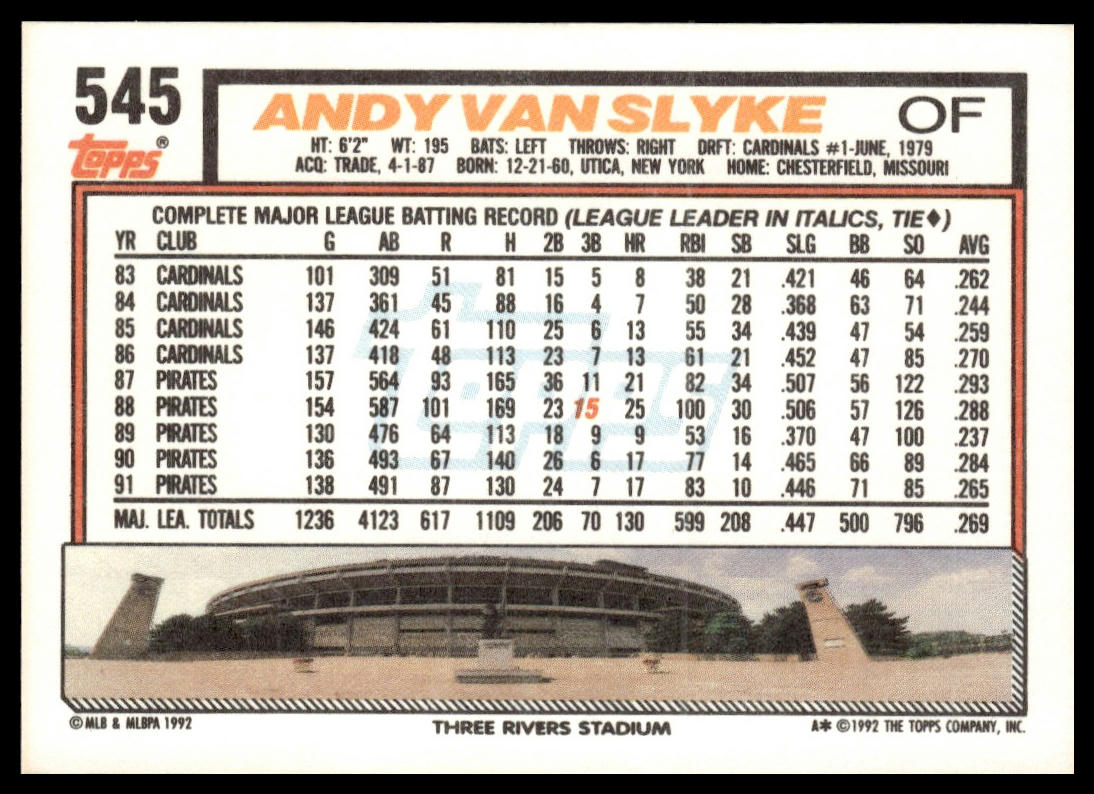 545 ANDY VAN SLYKE OF
Topps®
HT: 6'2" WT: 195 BATS: LEFT THROWS: RIGHT DRFT: CARDINALS #1-JUNE, 1979
ACQ: TRADE, 4-1-87 BORN: 12-21-60, UTICA, NEW YORK HOME: CHESTERFIELD, MISSOURI
COMPLETE MAJOR LEAGUE BATTING RECORD (LEAGUE LEADER IN ITALICS, TIE♦)
YR CLUB G AB R H 2B 3B HR RBI SB SLG BB SO AVG
83 CARDINALS 101 309 51 81 15 5 8 38 21 .421 46 64 .262
84 CARDINALS 137 361 45 88 16 4 7 50 28 .368 63 71 .244
85 CARDINALS 146 424 61 110 25 6 13 55 34 .439 47 54 .259
86 CARDINALS 137 418 48 113 23 7 13 61 21 .452 47 85 .270
87 PIRATES 157 564 93 165 36 11 21 82 34 .507 56 122 .293
88 PIRATES 154 587 101 169 23 15 25 100 30 .506 57 126 .288
89 PIRATES 130 476 64 113 18 9 9 53 16 .370 47 100 .237
90 PIRATES 136 493 67 140 26 6 17 77 14 .465 66 89 .284
91 PIRATES 138 491 87 130 24 7 17 83 10 .446 71 85 .265
MAJ. LEA. TOTALS 1236 4123 617 1109 206 70 130 599 208 .447 500 796 .269
Topps
© MLB & MLBPA 1992 THREE RIVERS STADIUM A* © 1992 THE TOPPS COMPANY, INC.